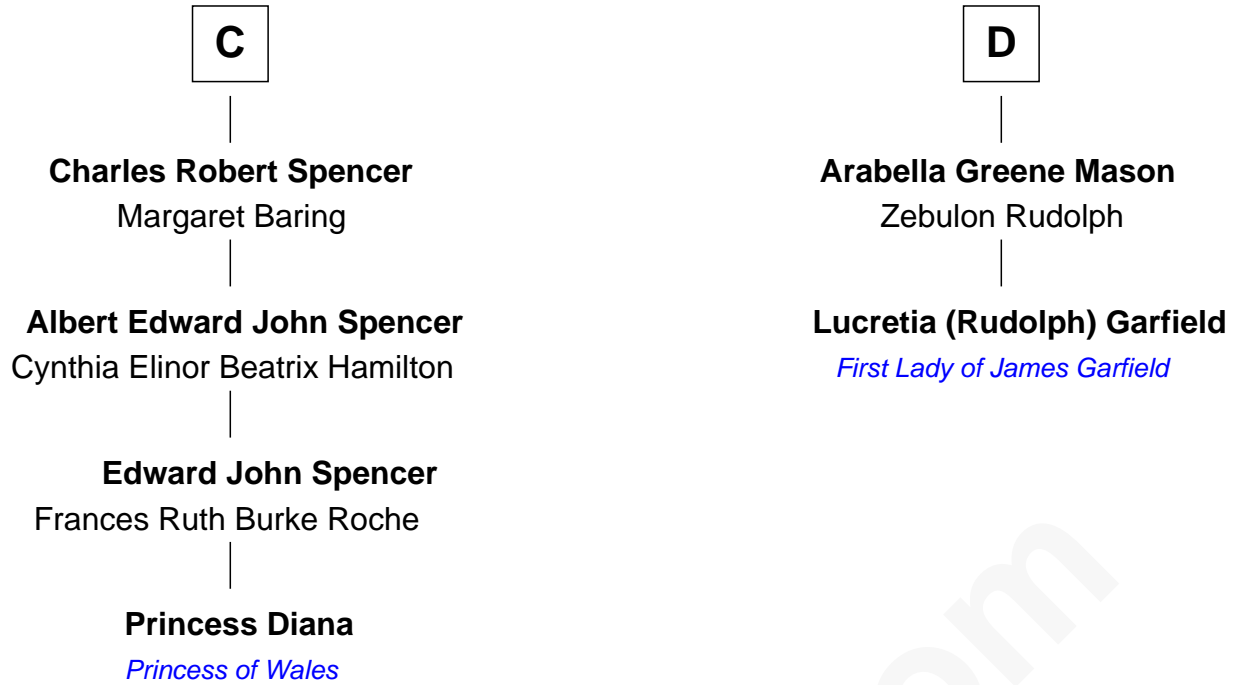 C
Charles Robert Spencer
Margaret Baring
Albert Edward John Spencer
Cynthia Elinor Beatrix Hamilton
Edward John Spencer
Frances Ruth Burke Roche
Princess Diana
Princess of Wales
D
Arabella Greene Mason
Zebulon Rudolph
Lucretia (Rudolph) Garfield
First Lady of James Garfield
om